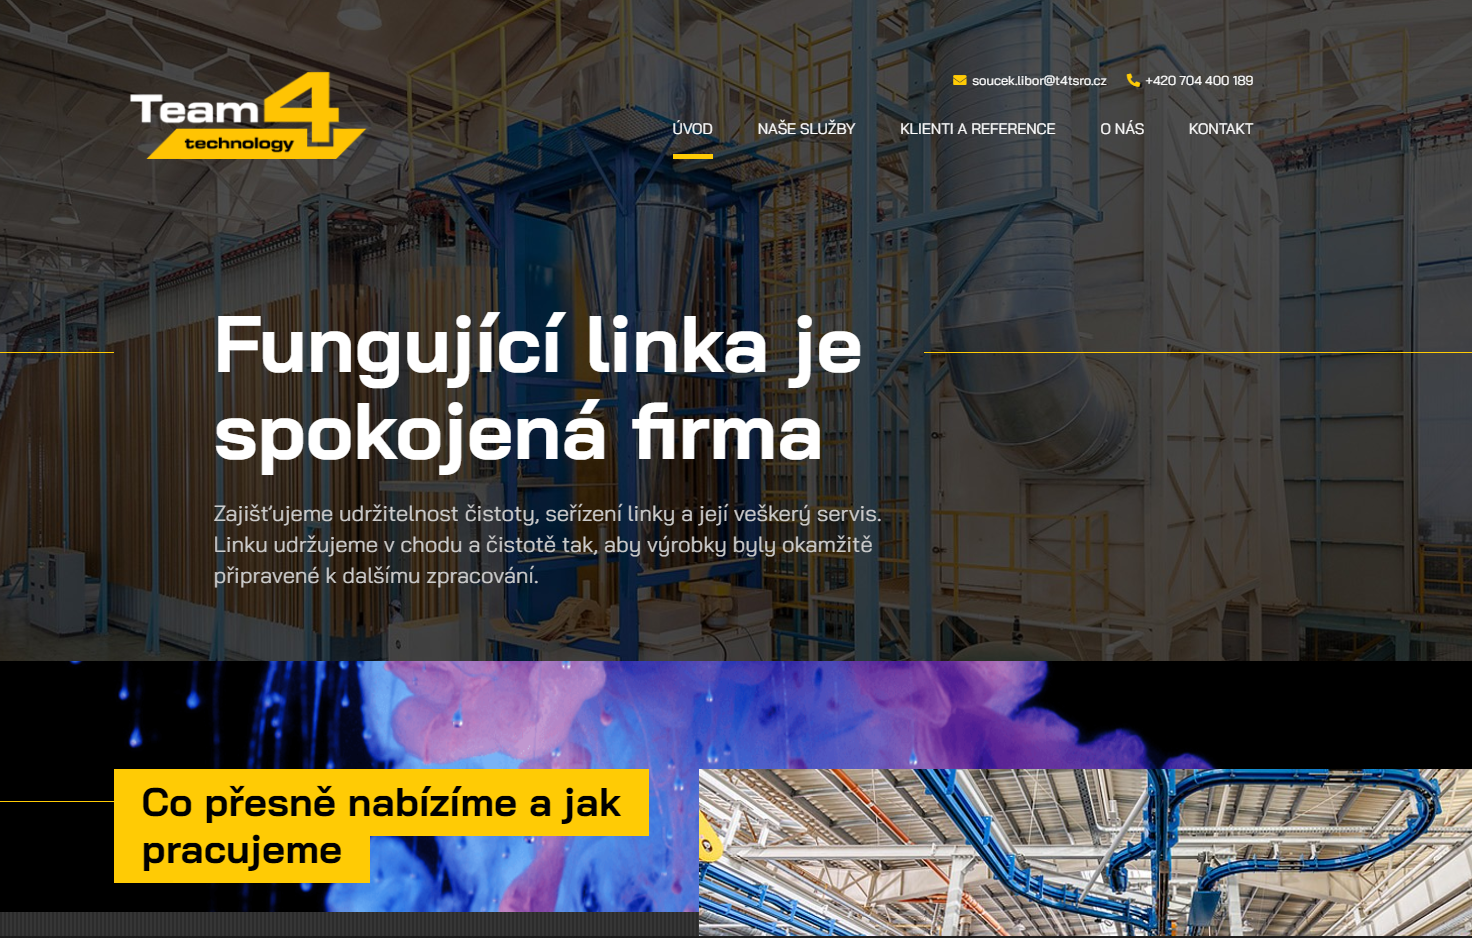 Team4
technology
soucek.libor@t4tsro.cz +420 704 400 189
ÚVOD NAŠE SLUŽBY KLIENTI A REFERENCE O NÁS KONTAKT
Fungující linka je
spokojená firma
Zajišťujeme udržitelnost čistoty, seřízení linky a její veškerý servis.
Linku udržujeme v chodu a čistotě tak, aby výrobky byly okamžitě
připravené k dalšímu zpracování.
Co přesně nabízíme a jak
pracujeme